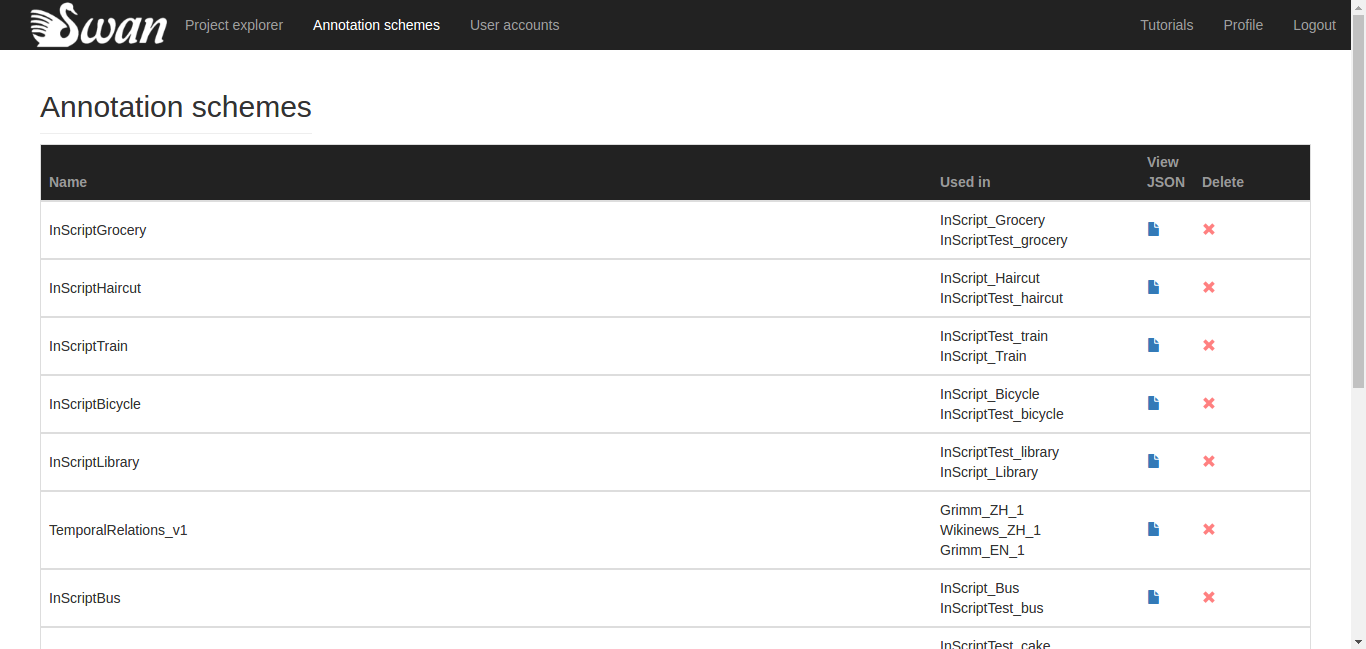 Swan Project explorer Annotation schemes User accounts Tutorials Profile Logout
Annotation schemes
Name Used in View JSON Delete
InScriptGrocery InScript_Grocery
InScriptTest_grocery
InScriptHaircut InScript_Haircut
InScriptTest_haircut
InScriptTrain InScriptTest_train
InScript_Train
InScriptBicycle InScript_Bicycle
InScriptTest_bicycle
InScriptLibrary InScriptTest_library
InScript_Library
TemporalRelations_v1 Grimm_ZH_1
Wikinews_ZH_1
Grimm_EN_1
InScriptBus InScript_Bus
InScriptTest_bus
InScriptTest_cake